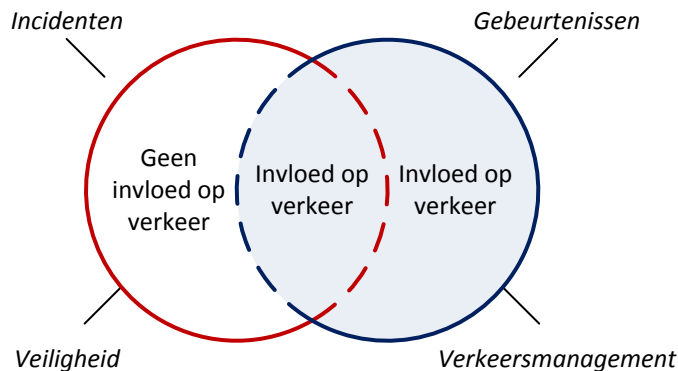 Incidenten
Gebeurtenissen
Geen
invloed op
verkeer
Invloed op
verkeer
Invloed op
verkeer
Veiligheid
Verkeersmanagement